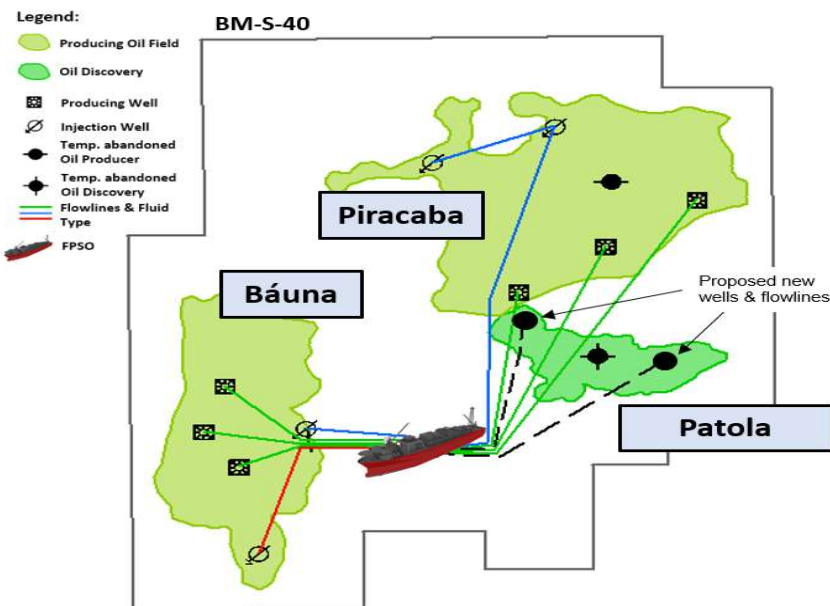 Legend:
BM-S-40
Producing Oil Field
Oil Discovery
Producing Well
Injection Well
Temp. abandoned
Oil Producer
Temp. abandoned
Oil Discovery
Flowlines & Fluid
Type
FPSO
Piracaba
Báuna
Proposed new
wells & flowlines
Patola